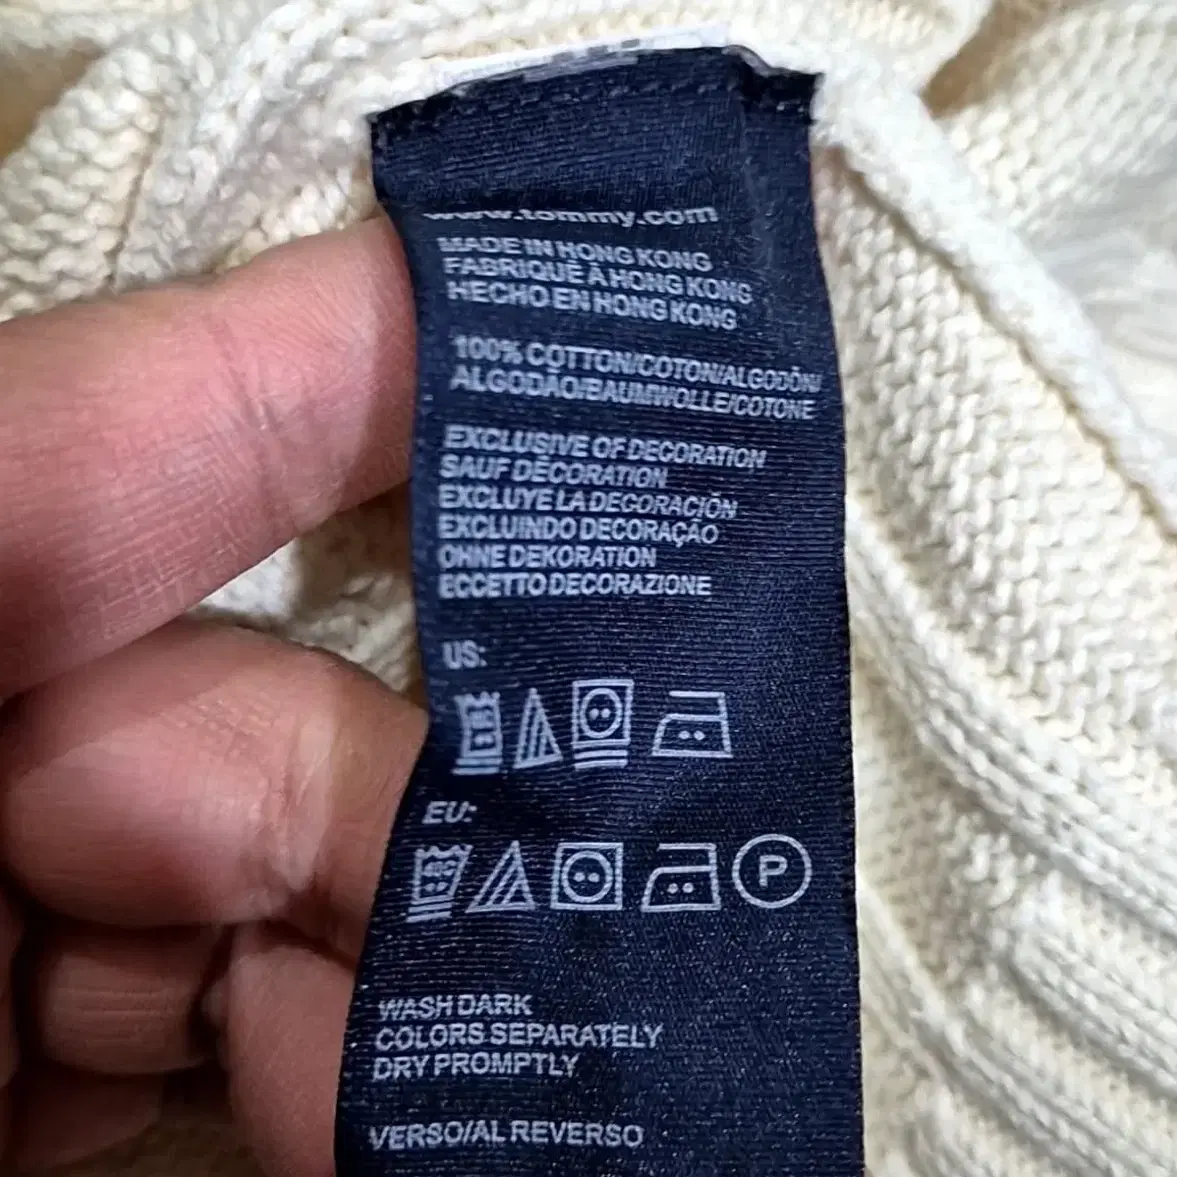 www.tommy.com
MADE IN HONG KONG
FABRIQUÉ À HONG KONG
HECHO EN HONG KONG
100% COTTON/COTON/ALGODÓN/
ALGODÃO/BAUMWOLLE/COTONE
EXCLUSIVE OF DECORATION
SAUF DÉCORATION
EXCLUYE LA DECORACIÓN
EXCLUINDO DECORAÇÃO
OHNE DEKORATION
ECCETTO DECORAZIONE
US:
EU:
P
WASH DARK
COLORS SEPARATELY
DRY PROMPTLY
VERSO/AL REVERSO